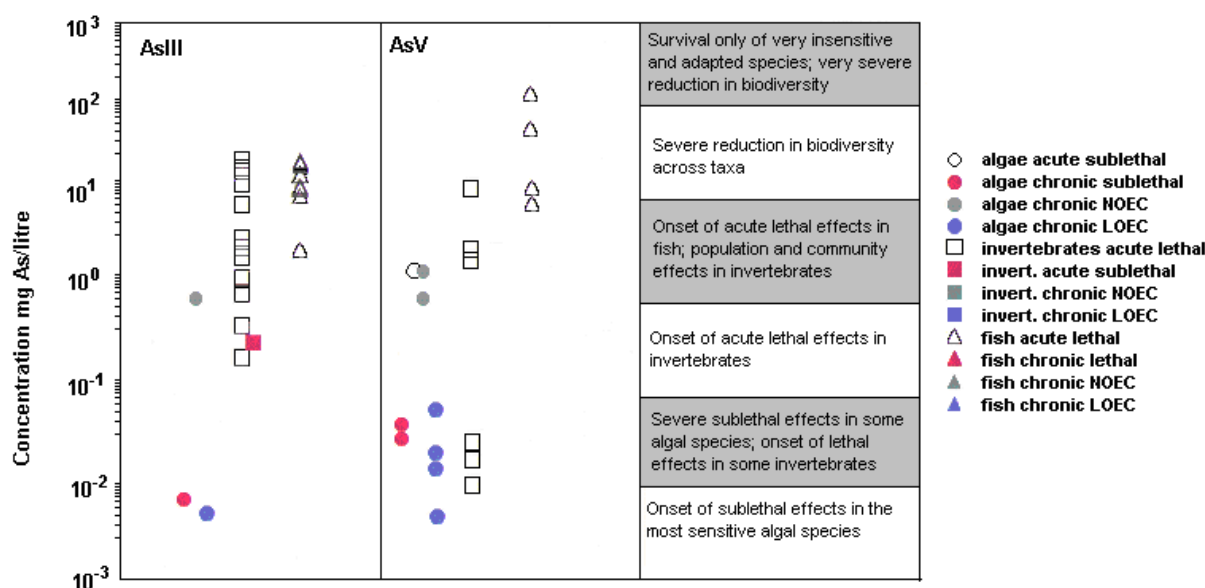 10³
10²
10¹
10⁰
10⁻¹
10⁻²
10⁻³
Concentration mg As/litre
AsIII
AsV
Survival only of very insensitive
and adapted species; very severe
reduction in biodiversity
Severe reduction in biodiversity
across taxa
Onset of acute lethal effects in
fish; population and community
effects in invertebrates
Onset of acute lethal effects in
invertebrates
Severe sublethal effects in some
algal species; onset of lethal
effects in some invertebrates
Onset of sublethal effects in the
most sensitive algal species
algae acute sublethal
algae chronic sublethal
algae chronic NOEC
algae chronic LOEC
invertebrates acute lethal
invert. acute sublethal
invert. chronic NOEC
invert. chronic LOEC
fish acute lethal
fish chronic lethal
fish chronic NOEC
fish chronic LOEC